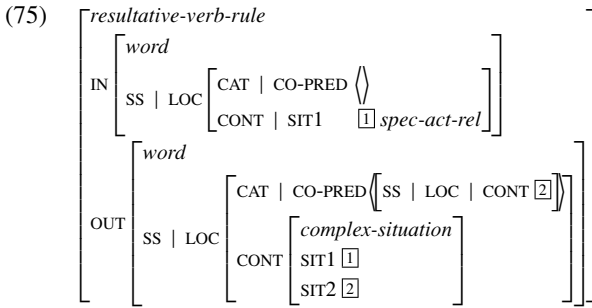 (75)
resultative-verb-rule
word
IN
SS | LOC
CAT | CO-PRED ⟨⟩
CONT | SIT1 1 spec-act-rel
word
OUT
SS | LOC
CAT | CO-PRED ⟨[SS | LOC | CONT 2]⟩
CONT
complex-situation
SIT1 1
SIT2 2